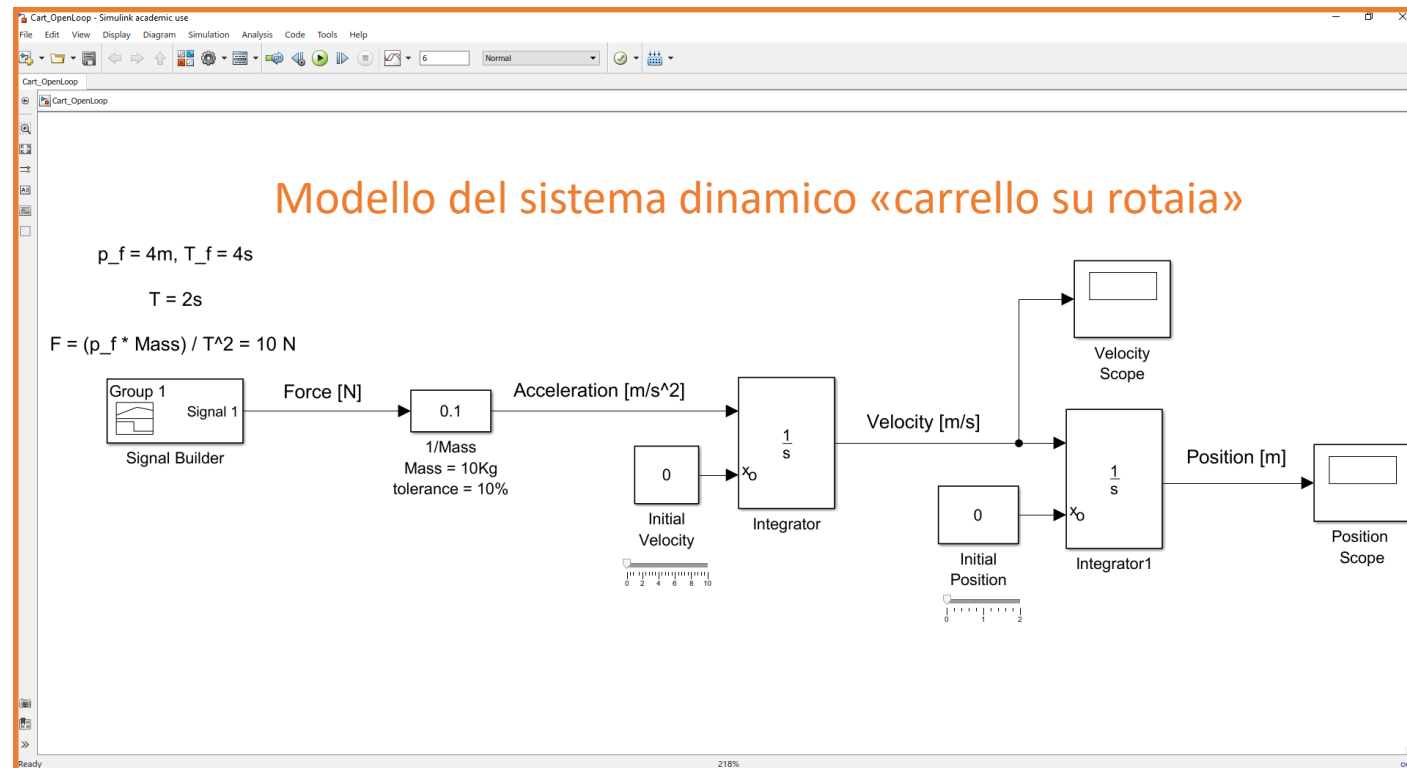 Cart_OpenLoop - Simulink academic use
File Edit View Display Diagram Simulation Analysis Code Tools Help
6 Normal
Cart_OpenLoop
Cart_OpenLoop
Modello del sistema dinamico «carrello su rotaia»
p_f = 4m, T_f = 4s
T = 2s
F = (p_f * Mass) / T^2 = 10 N
Group 1
Signal 1
Signal Builder
Force [N]
0.1
1/Mass
Mass = 10Kg
tolerance = 10%
Acceleration [m/s^2]
0
Initial
Velocity
0 2 4 6 8 10
1
s
xo
Integrator
Velocity [m/s]
Velocity
Scope
0
Initial
Position
0 1 2
1
s
xo
Integrator1
Position [m]
Position
Scope
Ready 218%